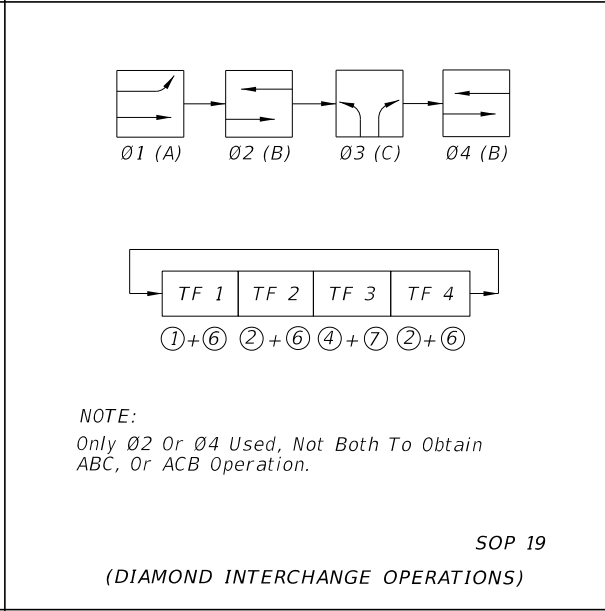 Ø1 (A) Ø2 (B) Ø3 (C) Ø4 (B)
TF 1 TF 2 TF 3 TF 4
1+6 2+6 4+7 2+6
NOTE:
Only Ø2 Or Ø4 Used, Not Both To Obtain
ABC, Or ACB Operation.
SOP 19
(DIAMOND INTERCHANGE OPERATIONS)